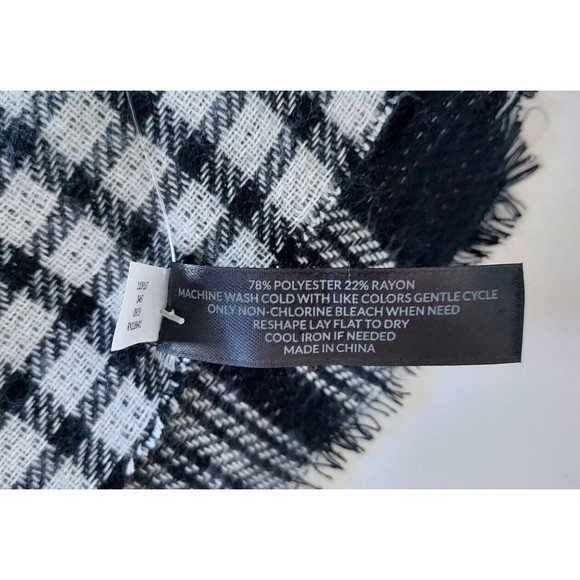 78% POLYESTER 22% RAYON
MACHINE WASH COLD WITH LIKE COLORS GENTLE CYCLE
ONLY NON-CHLORINE BLEACH WHEN NEED
RESHAPE LAY FLAT TO DRY
COOL IRON IF NEEDED
MADE IN CHINA